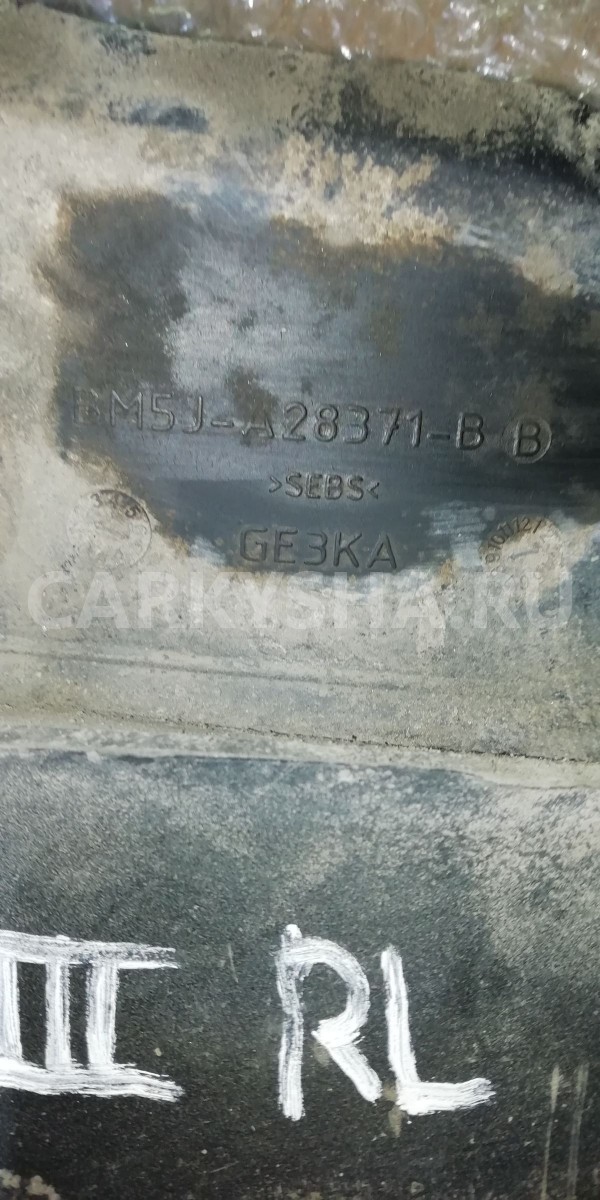 BM5J-A28371-B B
>SEBS<
GE3KA
CARKYSHA.RU
III RL